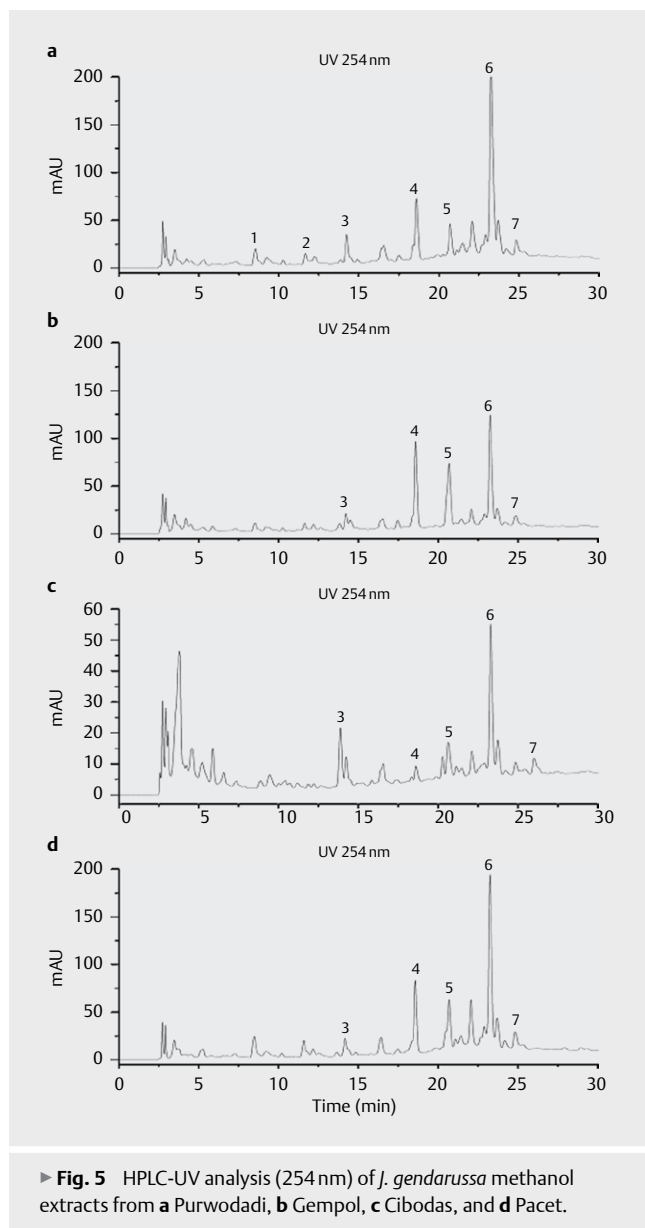 a
UV 254 nm
200
150
100
50
0
mAU
1
2
3
4
5
6
7
0 5 10 15 20 25 30
b
UV 254 nm
200
150
100
50
0
mAU
3
4
5
6
7
0 5 10 15 20 25 30
c
UV 254 nm
60
50
40
30
20
10
0
mAU
3
4
5
6
7
0 5 10 15 20 25 30
d
UV 254 nm
200
150
100
50
0
mAU
3
4
5
6
7
0 5 10 15 20 25 30
Time (min)
► Fig. 5 HPLC-UV analysis (254 nm) of J. gendarussa methanol
extracts from a Purwodadi, b Gempol, c Cibodas, and d Pacet.